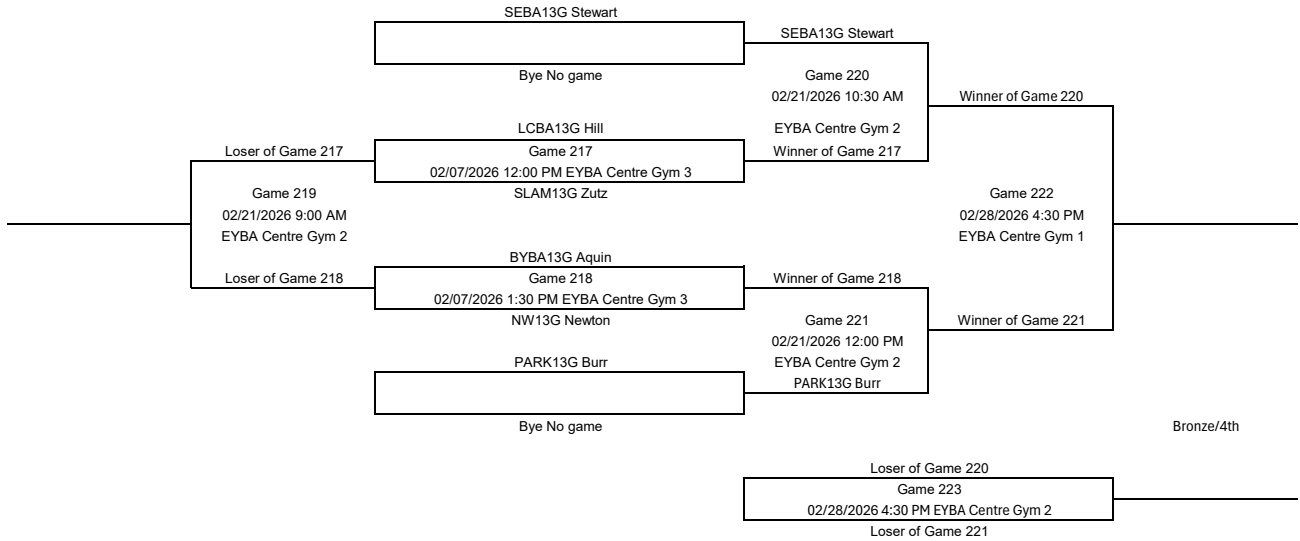 SEBA13G Stewart
SEBA13G Stewart
Bye No game
Game 220
02/21/2026 10:30 AM
Winner of Game 220
LCBA13G Hill
EYBA Centre Gym 2
Loser of Game 217
Game 217
Winner of Game 217
02/07/2026 12:00 PM EYBA Centre Gym 3
Game 219
SLAM13G Zutz
Game 222
02/21/2026 9:00 AM
02/28/2026 4:30 PM
EYBA Centre Gym 2
EYBA Centre Gym 1
BYBA13G Aquin
Loser of Game 218
Game 218
Winner of Game 218
02/07/2026 1:30 PM EYBA Centre Gym 3
NW13G Newton
Game 221
Winner of Game 221
02/21/2026 12:00 PM
PARK13G Burr
EYBA Centre Gym 2
PARK13G Burr
Bye No game
Bronze/4th
Loser of Game 220
Game 223
02/28/2026 4:30 PM EYBA Centre Gym 2
Loser of Game 221